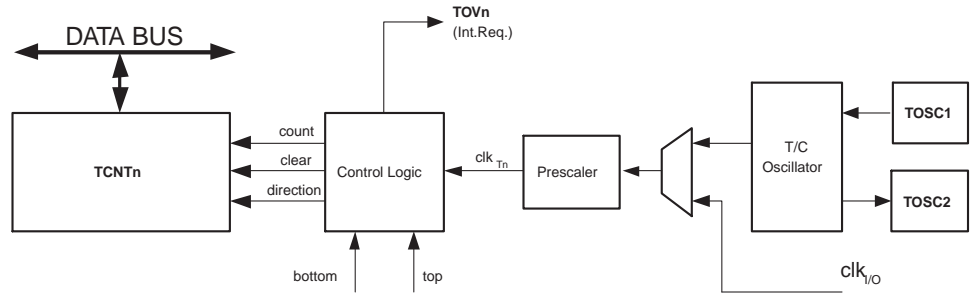 TOVn
(Int.Req.)
DATA BUS
TCNTn
count
clear
direction
Control Logic
clk Tn
Prescaler
T/C
Oscillator
TOSC1
TOSC2
bottom
top
clk I/O